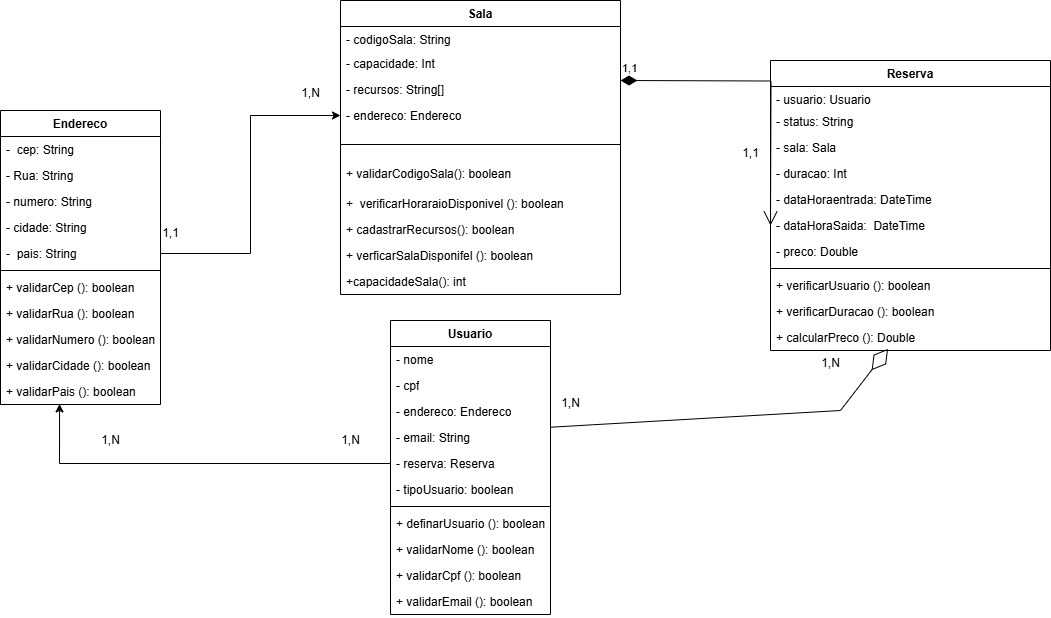 Sala
- codigoSala: String
- capacidade: Int
- recursos: String[]
- endereco: Endereco
+ validarCodigoSala(): boolean
+  verificarHoraraioDisponivel (): boolean
+ cadastrarRecursos(): boolean
+ verficarSalaDisponifel (): boolean
+capacidadeSala(): int
1,1
Reserva
- usuario: Usuario
- status: String
- sala: Sala
- duracao: Int
- dataHoraentrada: DateTime
- dataHoraSaida:  DateTime
- preco: Double
+ verificarUsuario (): boolean
+ verificarDuracao (): boolean
+ calcularPreco (): Double
1,1
1,N
Endereco
-  cep: String
- Rua: String
- numero: String
- cidade: String
-  pais: String
+ validarCep (): boolean
+ validarRua (): boolean
+ validarNumero (): boolean
+ validarCidade (): boolean
+ validarPais (): boolean
1,1
1,N
1,N
Usuario
- nome
- cpf
- endereco: Endereco
- email: String
- reserva: Reserva
- tipoUsuario: boolean
+ definarUsuario (): boolean
+ validarNome (): boolean
+ validarCpf (): boolean
+ validarEmail (): boolean
1,N
1,N